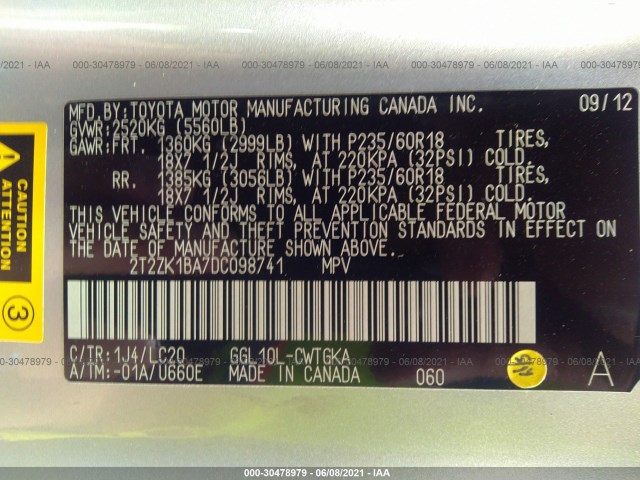 000-30478979 - 06/08/2021 - IAA
MFD. BY: TOYOTA MOTOR MANUFACTURING CANADA INC. 09/12
GVWR: 2520KG (5560LB)
GAWR: FRT. 1360KG (2999LB) WITH P235/60R18 TIRES,
18X7 1/2J RIMS, AT 220KPA (32PSI) COLD.
RR. 1385KG (3056LB) WITH P235/60R18 TIRES,
18X7 1/2J RIMS, AT 220KPA (32PSI) COLD.
THIS VEHICLE CONFORMS TO ALL APPLICABLE FEDERAL MOTOR
VEHICLE SAFETY AND THEFT PREVENTION STANDARDS IN EFFECT ON
THE DATE OF MANUFACTURE SHOWN ABOVE.
2T2ZK1BA7DC098741 MPV
C/TR: 1J4/LC20 GGL10L-CWTGKA
A/TM: -01A/U660E MADE IN CANADA 060
A
CAUTION
3
000-30478979 - 06/08/2021 - IAA